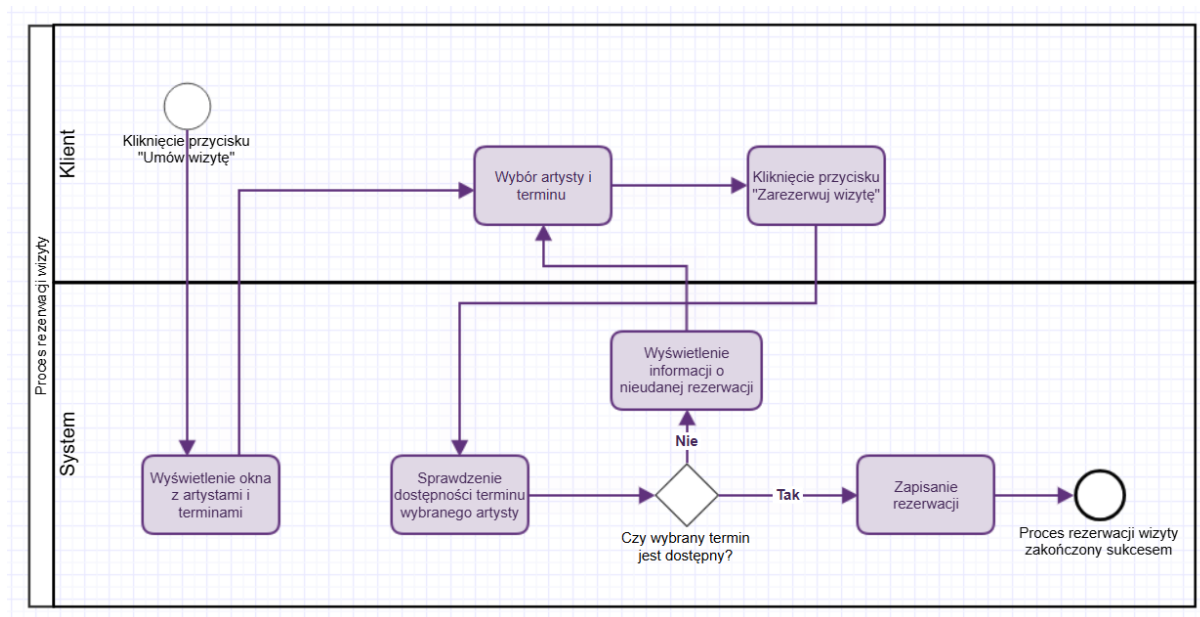 Proces rezerwacji wizyty
Klient
Kliknięcie przycisku
"Umów wizytę"
Wybór artysty i
terminu
Kliknięcie przycisku
"Zarezerwuj wizytę"
System
Wyświetlenie okna
z artystami i
terminami
Sprawdzenie
dostępności terminu
wybranego artysty
Wyświetlenie
informacji o
nieudanej rezerwacji
Nie
Czy wybrany termin
jest dostępny?
Tak
Zapisanie
rezerwacji
Proces rezerwacji wizyty
zakończony sukcesem